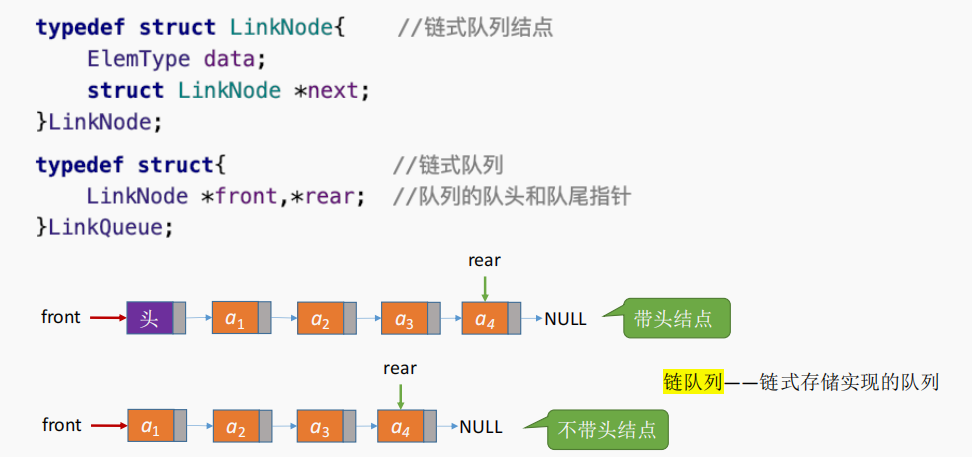 typedef struct LinkNode{ //链式队列结点
ElemType data;
struct LinkNode *next;
}LinkNode;
typedef struct{ //链式队列
LinkNode *front,*rear; //队列的队头和队尾指针
}LinkQueue;
rear
front 头 a1 a2 a3 a4 NULL 带头结点
rear
链队列——链式存储实现的队列
front a1 a2 a3 a4 NULL 不带头结点